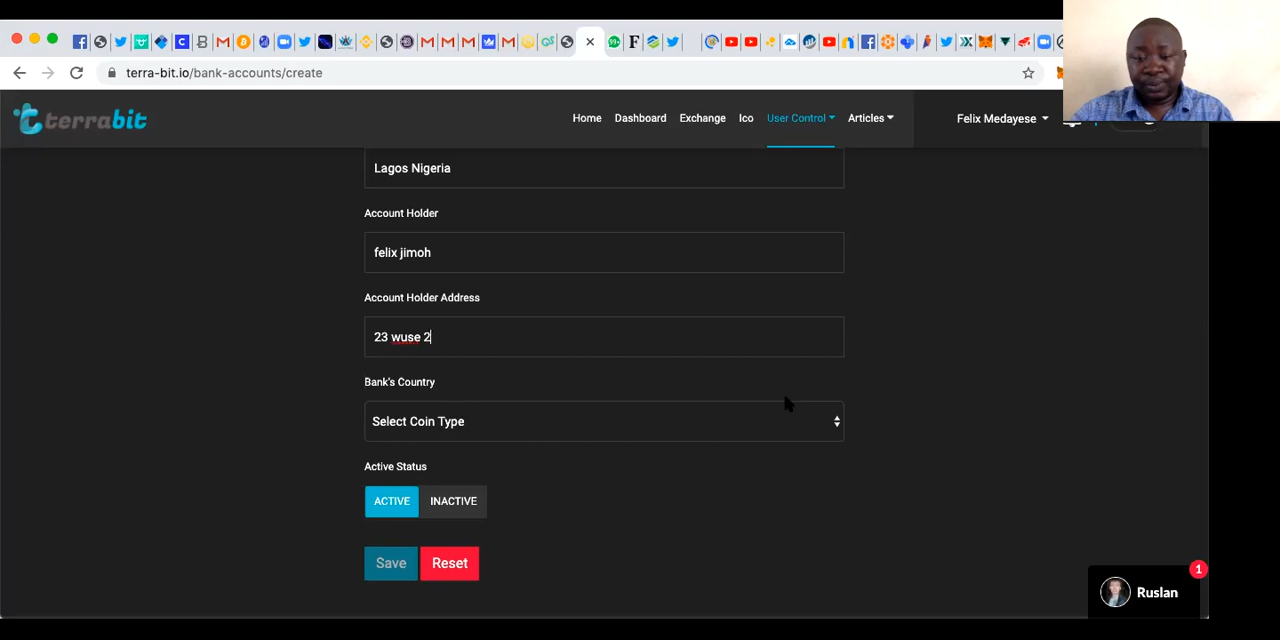 terra-bit.io/bank-accounts/create
terrabit
Home Dashboard Exchange Ico User Control Articles Felix Medayese
Lagos Nigeria
Account Holder
felix jimoh
Account Holder Address
23 wuse 2
Bank's Country
Select Coin Type
Active Status
ACTIVE INACTIVE
Save Reset
1
Ruslan